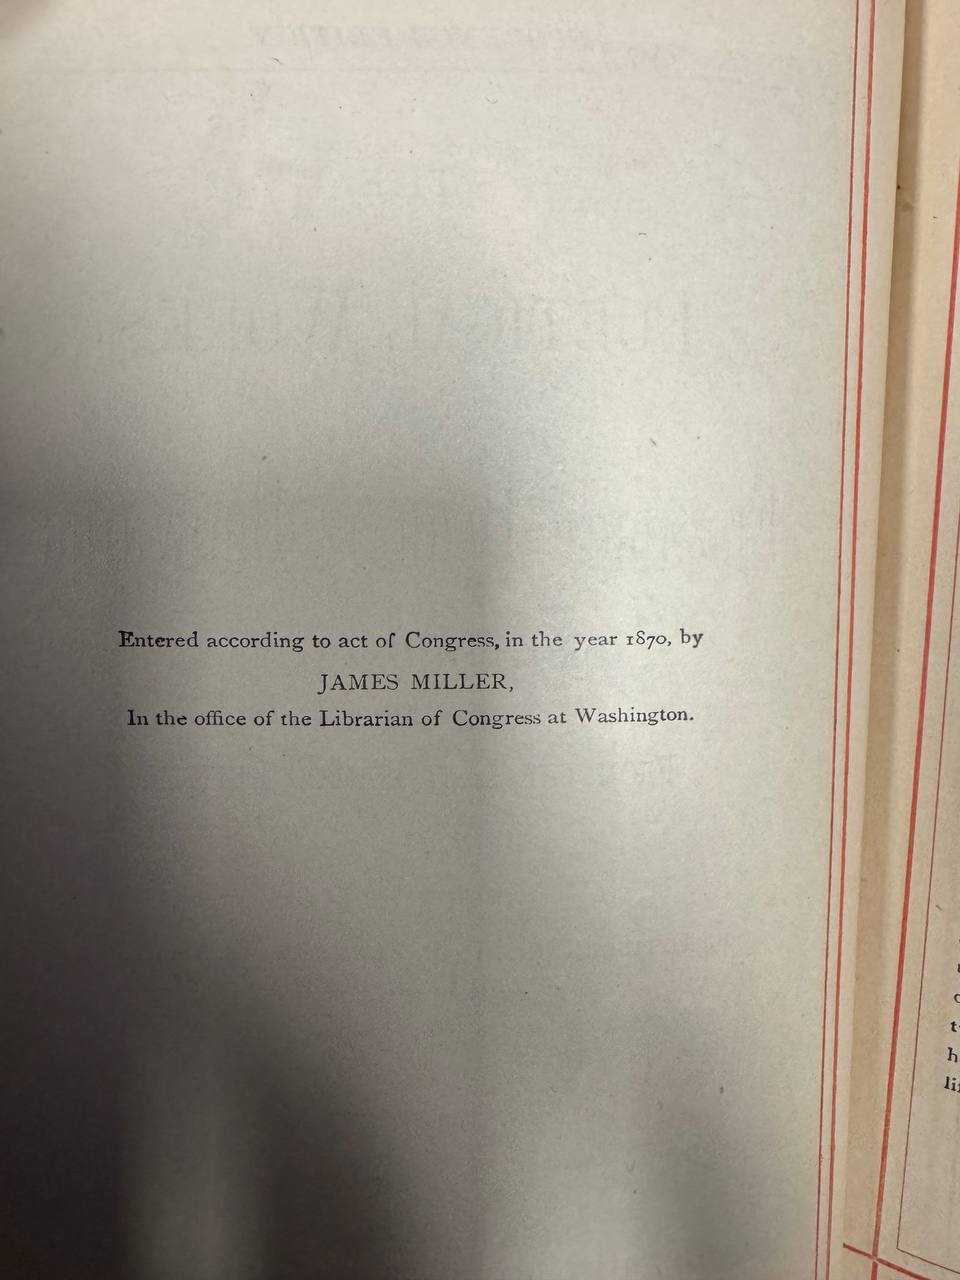 Entered according to act of Congress, in the year 1870, by
JAMES MILLER,
In the office of the Librarian of Congress at Washington.